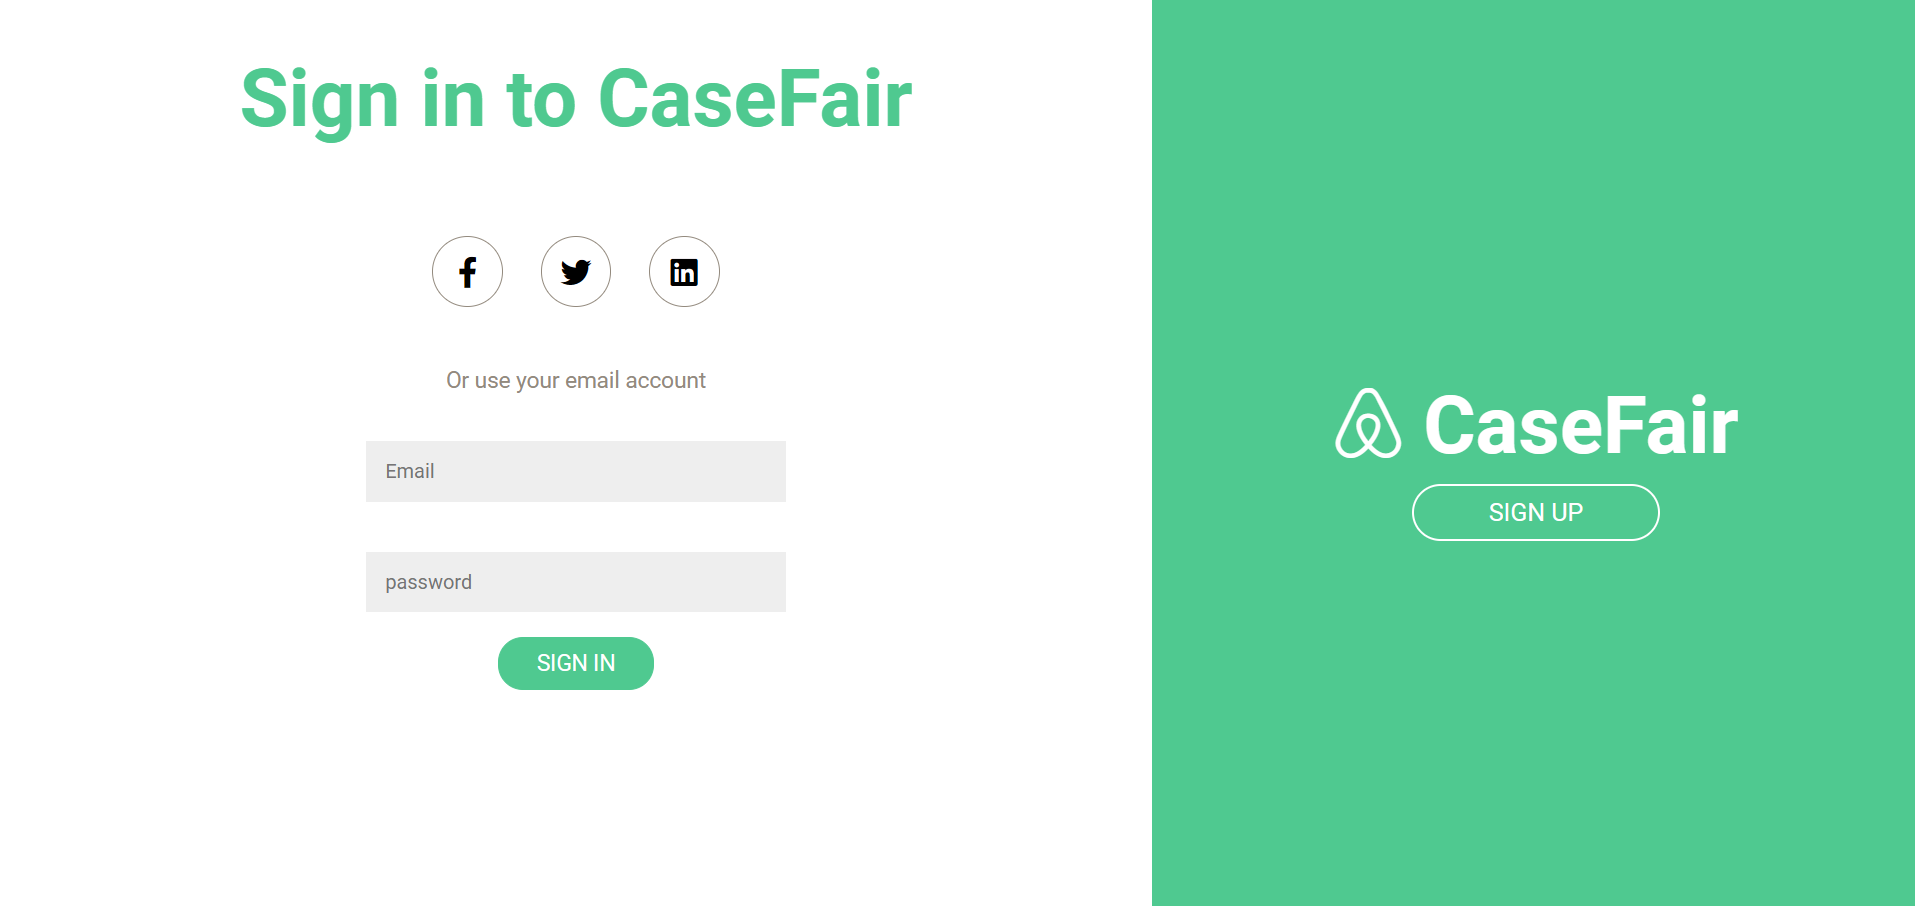 Sign in to CaseFair
Or use your email account
Email
password
SIGN IN
CaseFair
SIGN UP